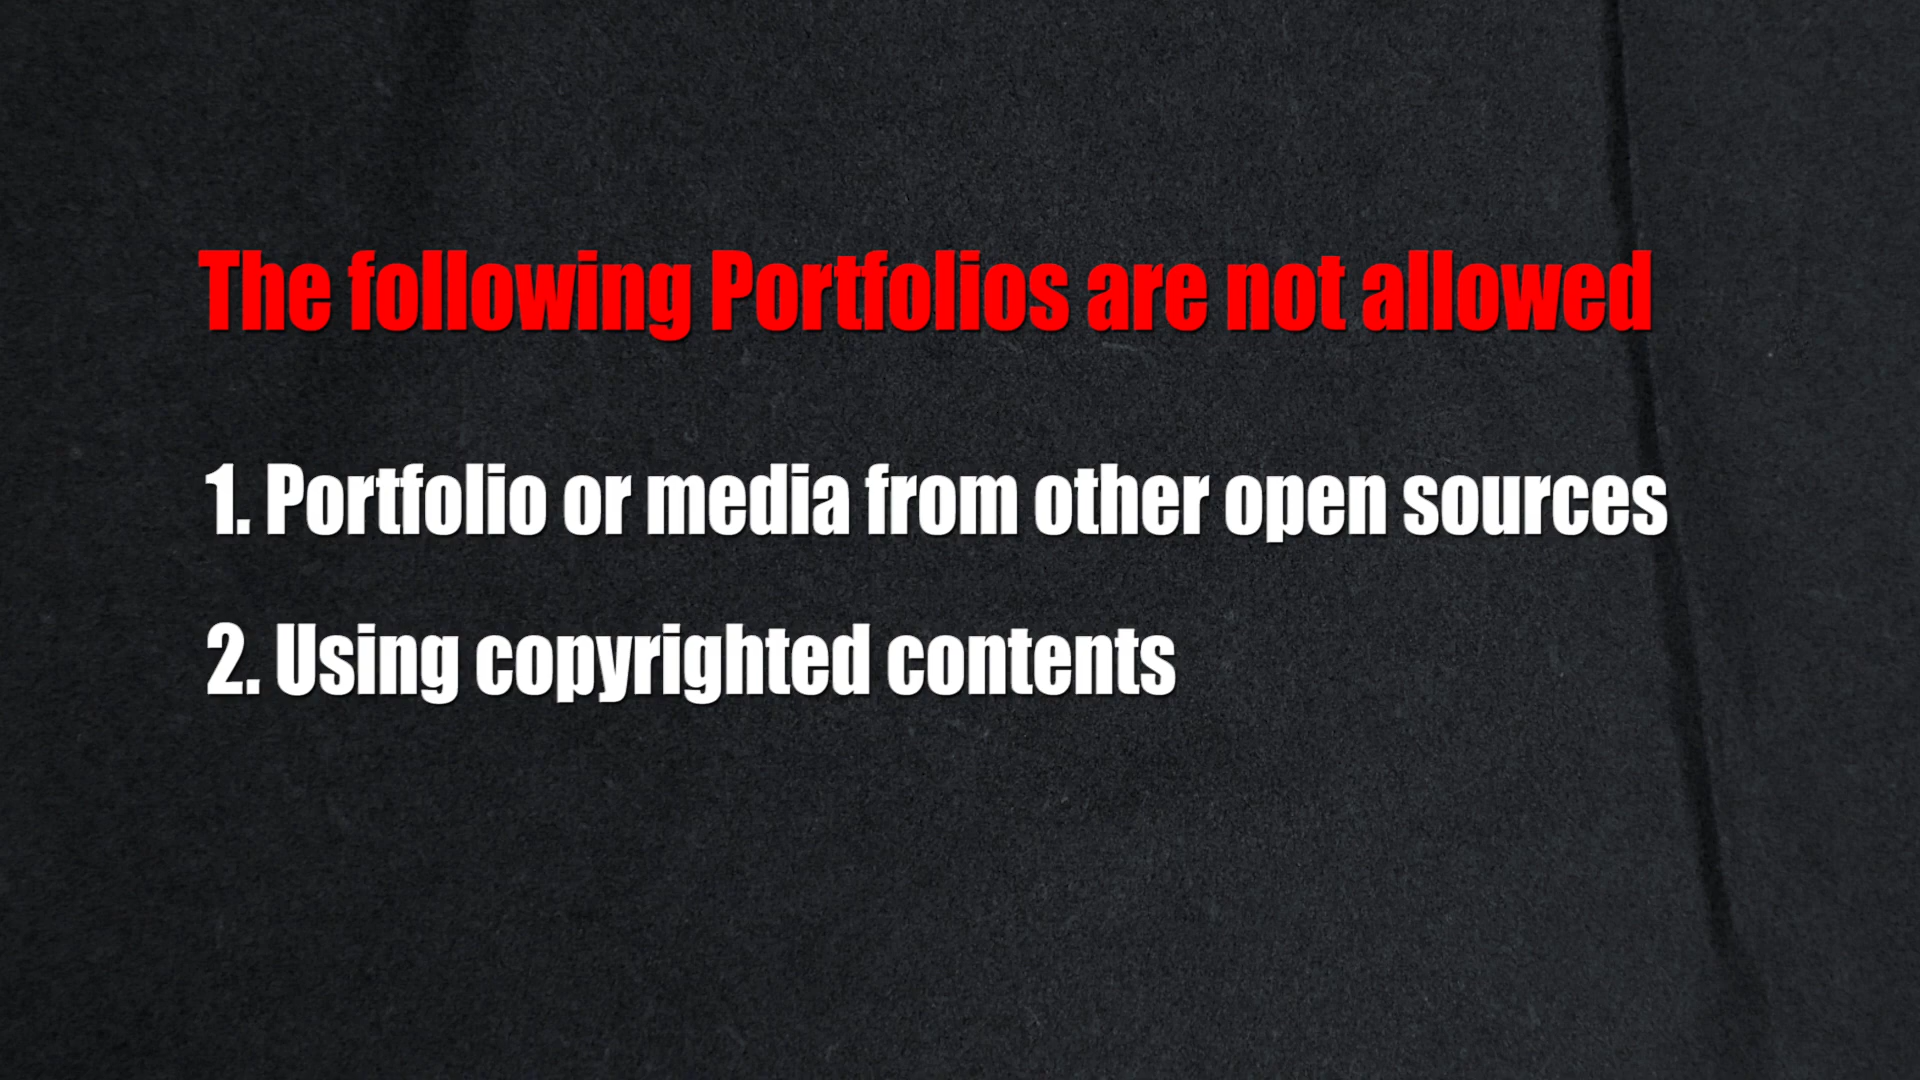 The following Portfolios are not allowed
1. Portfolio or media from other open sources
2. Using copyrighted contents